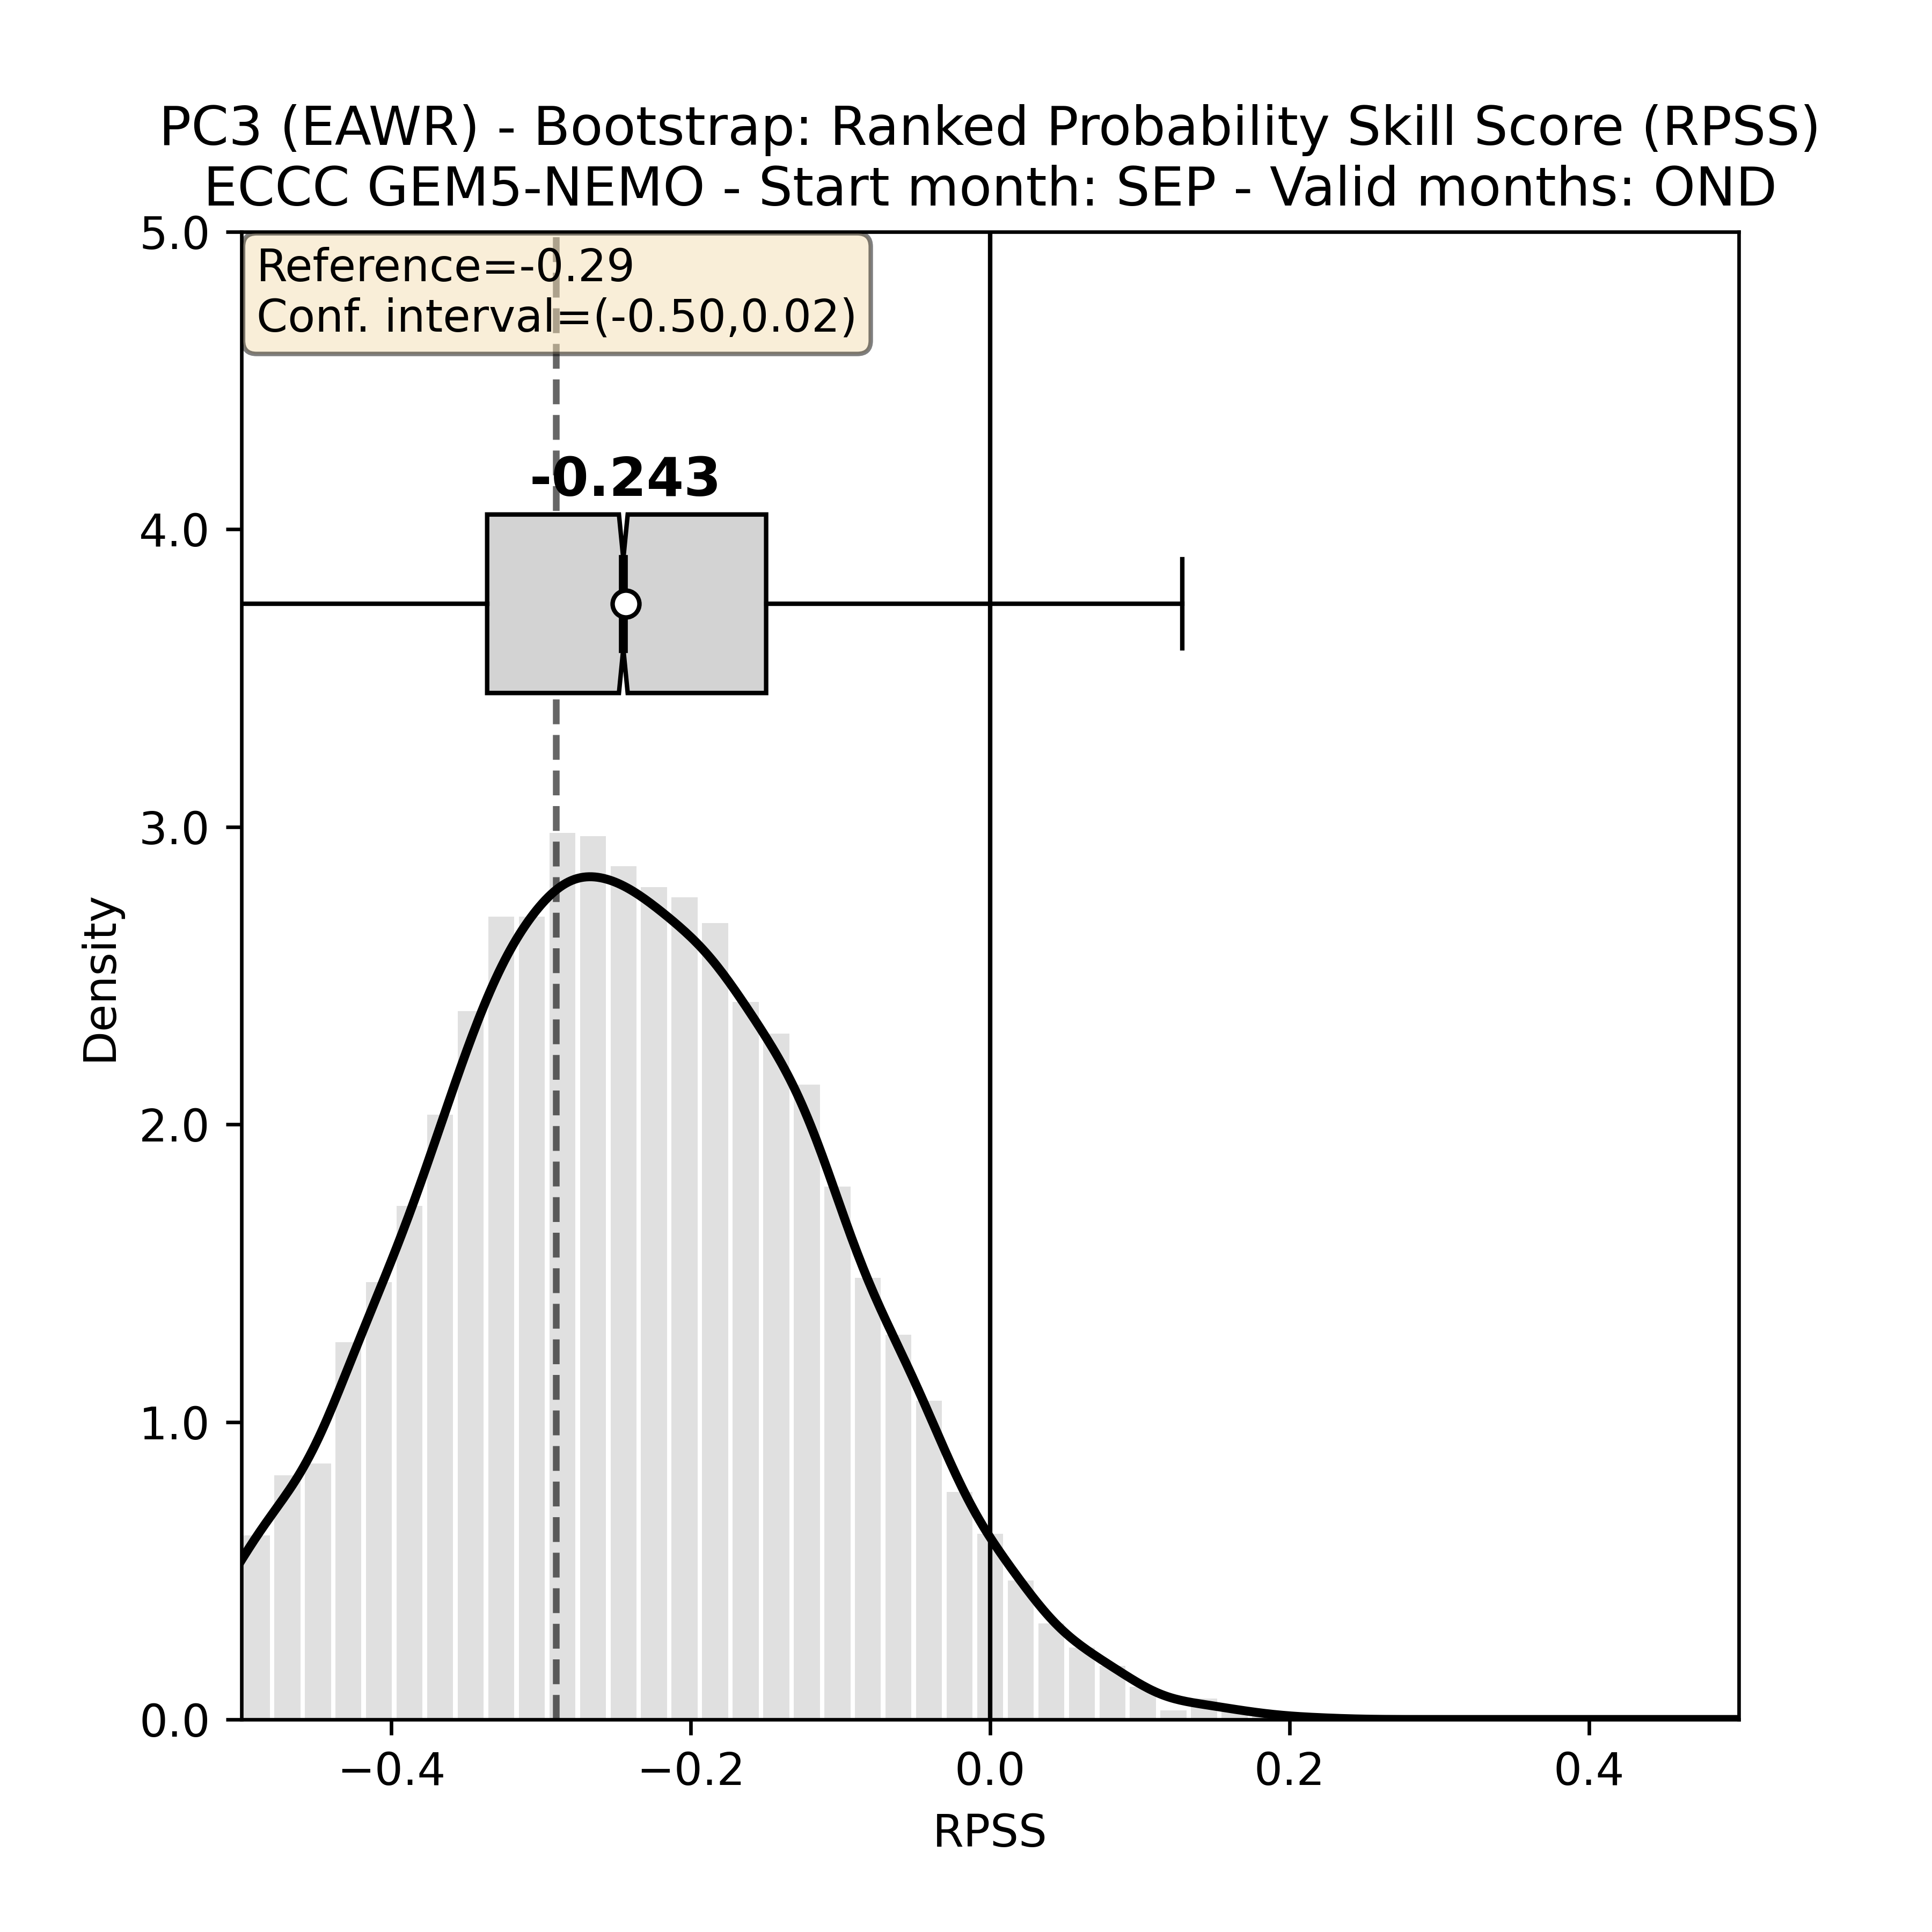 PC3 (EAWR) - Bootstrap: Ranked Probability Skill Score (RPSS)
ECCC GEM5-NEMO - Start month: SEP - Valid months: OND
5.0
Reference=-0.29
Conf. interval=(-0.50,0.02)
-0.243
4.0
3.0
Density
2.0
1.0
0.0
−0.4
−0.2
0.0
0.2
0.4
RPSS